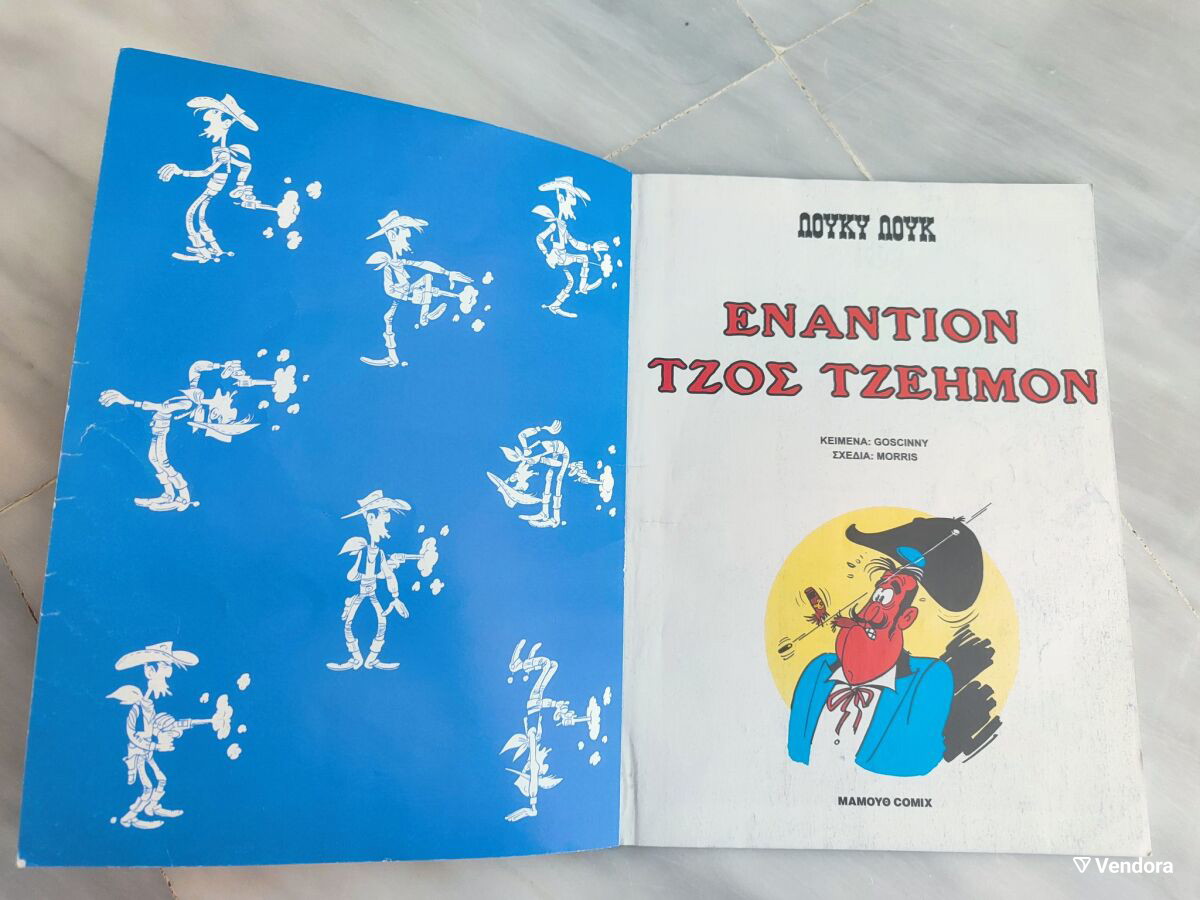 ΛΟΥΚΥ ΛΟΥΚ
ΕΝΑΝΤΙΟΝ
ΤΖΟΣ ΤΖΕΗΜΟΝ
ΚΕΙΜΕΝΑ: GOSCINNY
ΣΧΕΔΙΑ: MORRIS
ΜΑΜΟΥΘ COMIX
Vendora